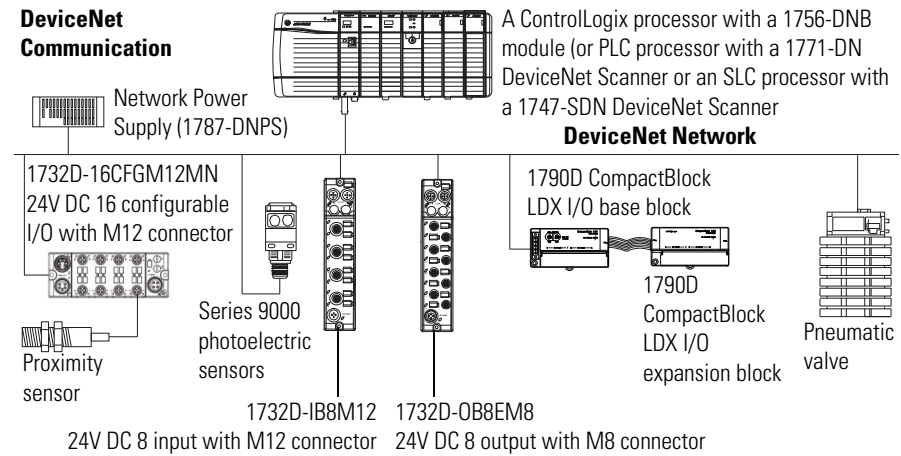 DeviceNet
Communication
A ControlLogix processor with a 1756-DNB
module (or PLC processor with a 1771-DN
DeviceNet Scanner or an SLC processor with
a 1747-SDN DeviceNet Scanner
Network Power
Supply (1787-DNPS)
DeviceNet Network
1732D-16CFGM12MN
24V DC 16 configurable
I/O with M12 connector
1790D CompactBlock
LDX I/O base block
Series 9000
photoelectric
sensors
1790D
CompactBlock
LDX I/O
expansion block
Pneumatic
valve
Proximity
sensor
1732D-IB8M12
24V DC 8 input with M12 connector
1732D-OB8EM8
24V DC 8 output with M8 connector